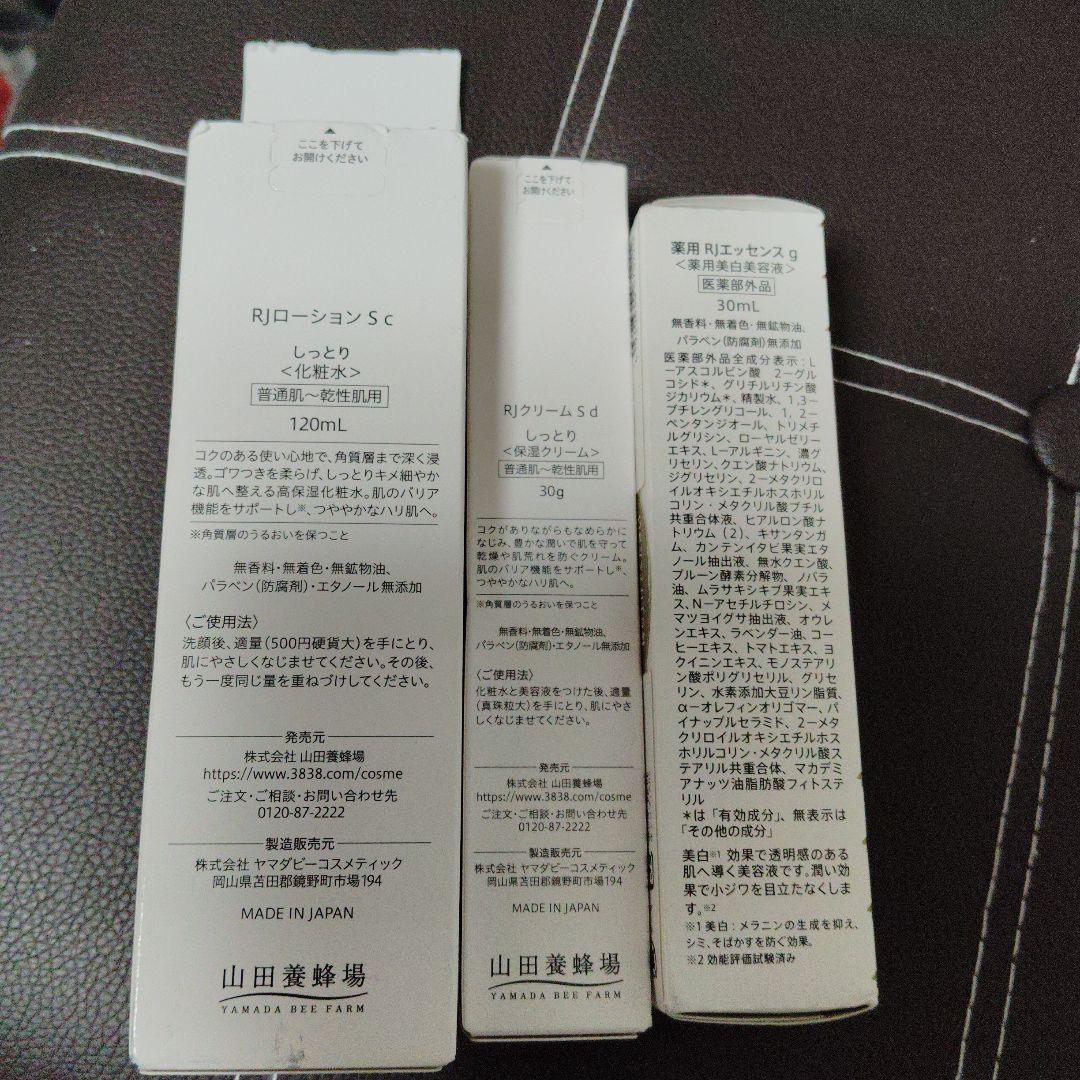 ここを下げて
お開けください
RJローション S c
しっとり
<化粧水>
普通肌〜乾性肌用
120mL
コクのある使い心地で、角質層まで深く浸
透。ゴワつきを柔らげ、しっとりキメ細やか
な肌へ整える高保湿化粧水。肌のバリア
機能をサポートし※、つややかなハリ肌へ。
※角質層のうるおいを保つこと
無香料・無着色・無鉱物油、
パラベン(防腐剤)・エタノール無添加
〈ご使用法〉
洗顔後、適量(500円硬貨大)を手にとり、
肌にやさしくなじませてください。その後、
もう一度同じ量を重ねづけしてください。
発売元
株式会社 山田養蜂場
https://www.3838.com/cosme
ご注文・ご相談・お問い合わせ先
0120-87-2222
製造販売元
株式会社 ヤマダビーコスメティック
岡山県苫田郡鏡野町市場194
MADE IN JAPAN
山田養蜂場
YAMADA BEE FARM
ここを下げて
お開けください
RJクリーム S d
しっとり
<保湿クリーム>
普通肌〜乾性肌用
30g
コクがありながらもなめらかに
なじみ、豊かな潤いで肌を守って
乾燥や肌荒れを防ぐクリーム。
肌のバリア機能をサポートし※、
つややかなハリ肌へ。
※角質層のうるおいを保つこと
無香料・無着色・無鉱物油、
パラベン(防腐剤)・エタノール無添加
〈ご使用法〉
化粧水と美容液をつけた後、適量
(真珠粒大)を手にとり、肌にやさ
しくなじませてください。
発売元
株式会社 山田養蜂場
https://www.3838.com/cosme
ご注文・ご相談・お問い合わせ先
0120-87-2222
製造販売元
株式会社 ヤマダビーコスメティック
岡山県苫田郡鏡野町市場194
MADE IN JAPAN
山田養蜂場
YAMADA BEE FARM
薬用 RJエッセンス g
<薬用美白美容液>
医薬部外品
30mL
無香料・無着色・無鉱物油、
パラベン(防腐剤)無添加
医薬部外品全成分表示：L
ーアスコルビン酸 2ーグル
コシド＊、グリチルリチン酸
ジカリウム＊、精製水、1,3ー
ブチレングリコール、1, 2ー
ペンタンジオール、トリメチ
ルグリシン、ローヤルゼリー
エキス、Lーアルギニン、濃グ
リセリン、クエン酸ナトリウム、
ジグリセリン、2ーメタクリロ
イルオキシエチルホスホリル
コリン・メタクリル酸ブチル
共重合体液、ヒアルロン酸ナ
トリウム（2）、キサンタンガ
ム、カンテンイタビ果実エタ
ノール抽出液、無水クエン酸、
プルーン酵素分解物、ノバラ
油、ムラサキシキブ果実エキ
ス、Nーアセチルチロシン、メ
マツヨイグサ抽出液、オウレ
ンエキス、ラベンダー油、コー
ヒーエキス、トマトエキス、ヨ
クイニンエキス、モノステアリ
ン酸ポリグリセリル、グリセ
リン、水素添加大豆リン脂質、
αーオレフィンオリゴマー、パ
イナップルセラミド、2ーメタ
クリロイルオキシエチルホス
ホリルコリン・メタクリル酸ス
テアリル共重合体、マカデミ
アナッツ油脂肪酸フィトステ
リル
＊は「有効成分」、無表示は
「その他の成分」
美白※1 効果で透明感のある
肌へ導く美容液です。潤い効
果で小ジワを目立たなくしま
す。※2
※1 美白：メラニンの生成を抑え、
シミ、そばかすを防ぐ効果。
※2 効能評価試験済み